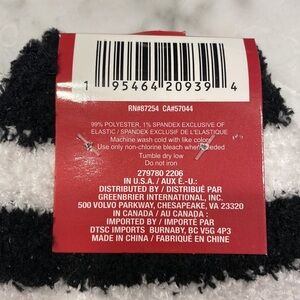 1 95464 20939 4
RN#87254 CA#57044
99% POLYESTER, 1% SPANDEX EXCLUSIVE OF
ELASTIC / SPANDEX EXCLUSIF DE L'ELASTIQUE
Machine wash cold with like colors
Use only non-chlorine bleach when needed
Tumble dry low
Do not iron
279780 2206
IN U.S.A. / AUX É.-U.:
DISTRIBUTED BY / DISTRIBUÉ PAR
GREENBRIER INTERNATIONAL, INC.
500 VOLVO PARKWAY, CHESAPEAKE, VA 23320
IN CANADA / AU CANADA :
IMPORTED BY / IMPORTÉ PAR
DTSC IMPORTS BURNABY, BC V5G 4P3
MADE IN CHINA / FABRIQUÉ EN CHINE